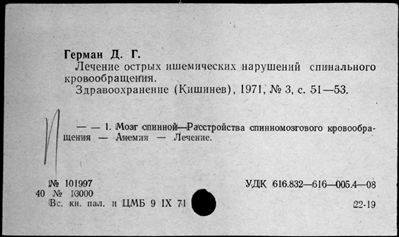 Герман Д. Г.
Лечение острых ишемических нарушений спинального
кровообращения.
Здравоохранение (Кишинев), 1971, № 3, с. 51—53.
— — 1. Мозг спинной—Расстройства спинномозгового кровообра-
щения — Анемия — Лечение.
№ 101997
УДК 616.832—616—005.4—08
40 № 10000
Вс. кн. пал. и ЦМБ 9 IX 71
22-19